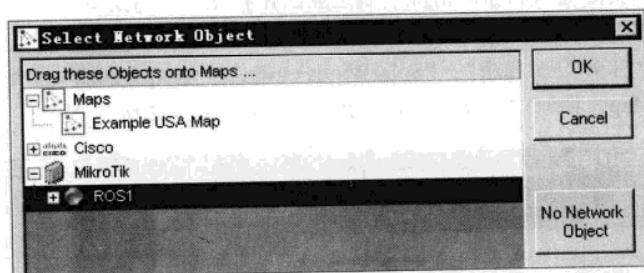 Select Network Object
Drag these Objects onto Maps ...
OK
Maps
Example USA Map
Cancel
Cisco
MikroTik
ROS1
No Network
Object